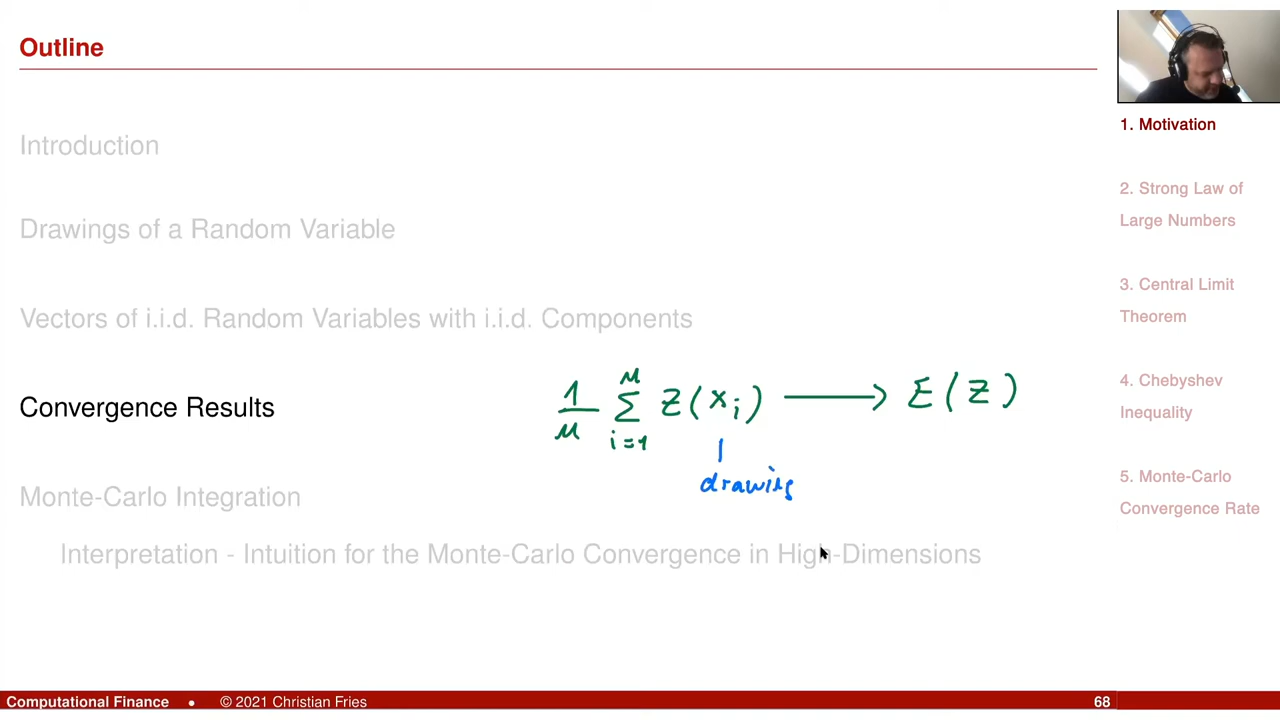 Outline
Introduction
Drawings of a Random Variable
Vectors of i.i.d. Random Variables with i.i.d. Components
Convergence Results
1/n n Σ i=1 Z(xi) ⟶ E(Z)
drawing
Monte-Carlo Integration
Interpretation - Intuition for the Monte-Carlo Convergence in High-Dimensions
1. Motivation
2. Strong Law of
Large Numbers
3. Central Limit
Theorem
4. Chebyshev
Inequality
5. Monte-Carlo
Convergence Rate
Computational Finance • © 2021 Christian Fries 68